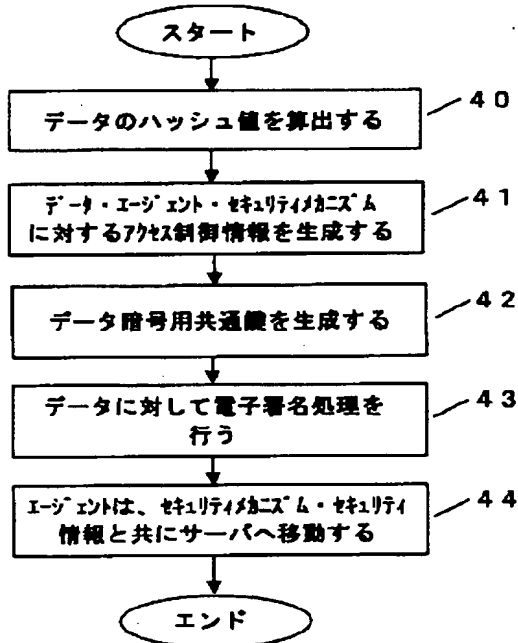 スタート
データのハッシュ値を算出する
40
データ・エージェント・セキュリティメカニズム
に対するアクセス制御情報を生成する
41
データ暗号用共通鍵を生成する
42
データに対して電子署名処理を
行う
43
エージェントは、セキュリティメカニズム・セキュリティ
情報と共にサーバへ移動する
44
エンド